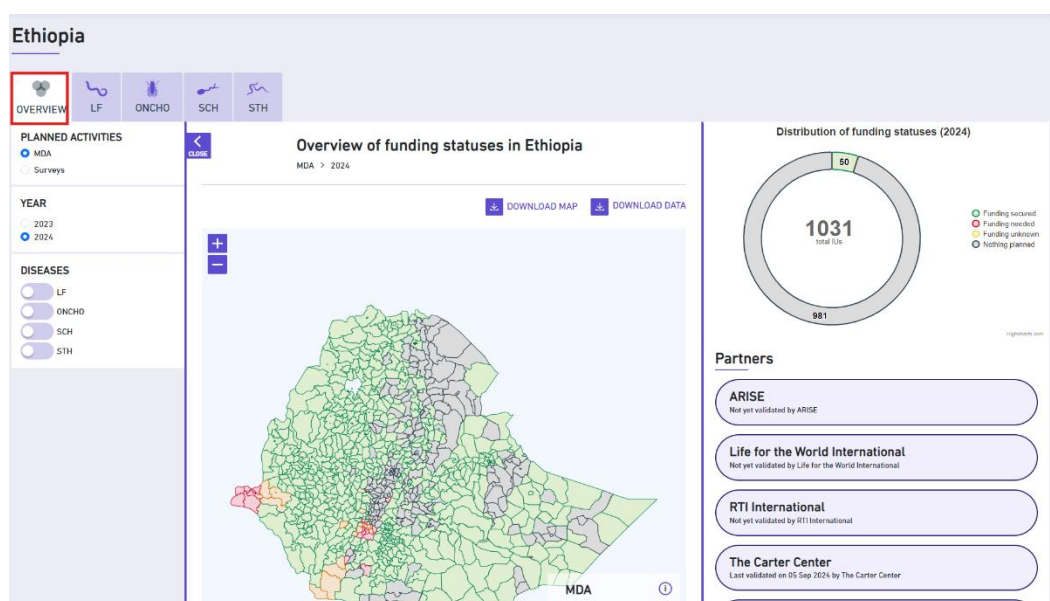 Ethiopia
OVERVIEW
LF
ONCHO
SCH
STH
PLANNED ACTIVITIES
MDA
Surveys
YEAR
2023
2024
DISEASES
LF
ONCHO
SCH
STH
CLOSE
Overview of funding statuses in Ethiopia
MDA > 2024
DOWNLOAD MAP
DOWNLOAD DATA
+
−
MDA
Distribution of funding statuses (2024)
50
1031
total IUs
981
Funding secured
Funding needed
Funding unknown
Nothing planned
Highcharts.com
Partners
ARISE
Not yet validated by ARISE
Life for the World International
Not yet validated by Life for the World International
RTI International
Not yet validated by RTI International
The Carter Center
Last validated on 05 Sep 2024 by The Carter Center